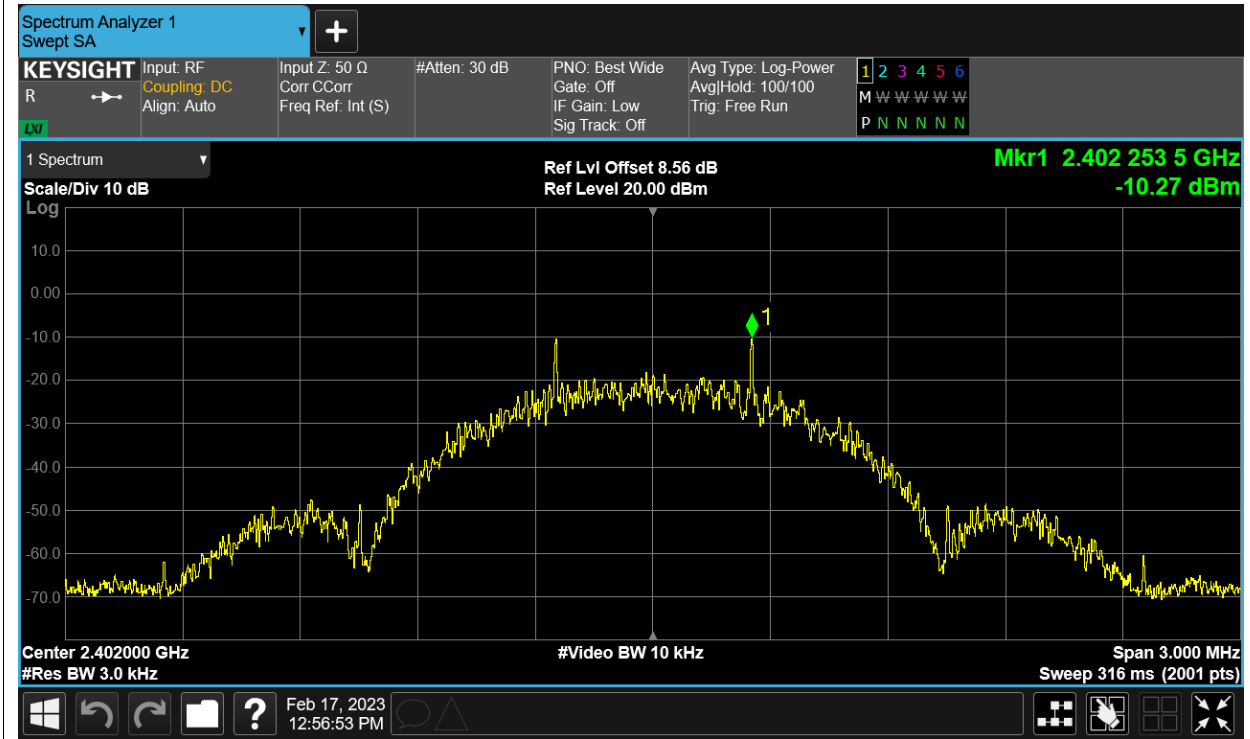 Spectrum Analyzer 1
Swept SA
+
KEYSIGHT
R
LXI
Input: RF
Coupling: DC
Align: Auto
Input Z: 50 Ω
Corr CCorr
Freq Ref: Int (S)
#Atten: 30 dB
PNO: Best Wide
Gate: Off
IF Gain: Low
Sig Track: Off
Avg Type: Log-Power
Avg|Hold: 100/100
Trig: Free Run
1 2 3 4 5 6
M W W W W W
P N N N N N
1 Spectrum
Scale/Div 10 dB
Log
Ref Lvl Offset 8.56 dB
Ref Level 20.00 dBm
Mkr1 2.402 253 5 GHz
-10.27 dBm
10.0
0.00
-10.0
-20.0
-30.0
-40.0
-50.0
-60.0
-70.0
1
Center 2.402000 GHz
#Res BW 3.0 kHz
#Video BW 10 kHz
Span 3.000 MHz
Sweep 316 ms (2001 pts)
?
Feb 17, 2023
12:56:53 PM